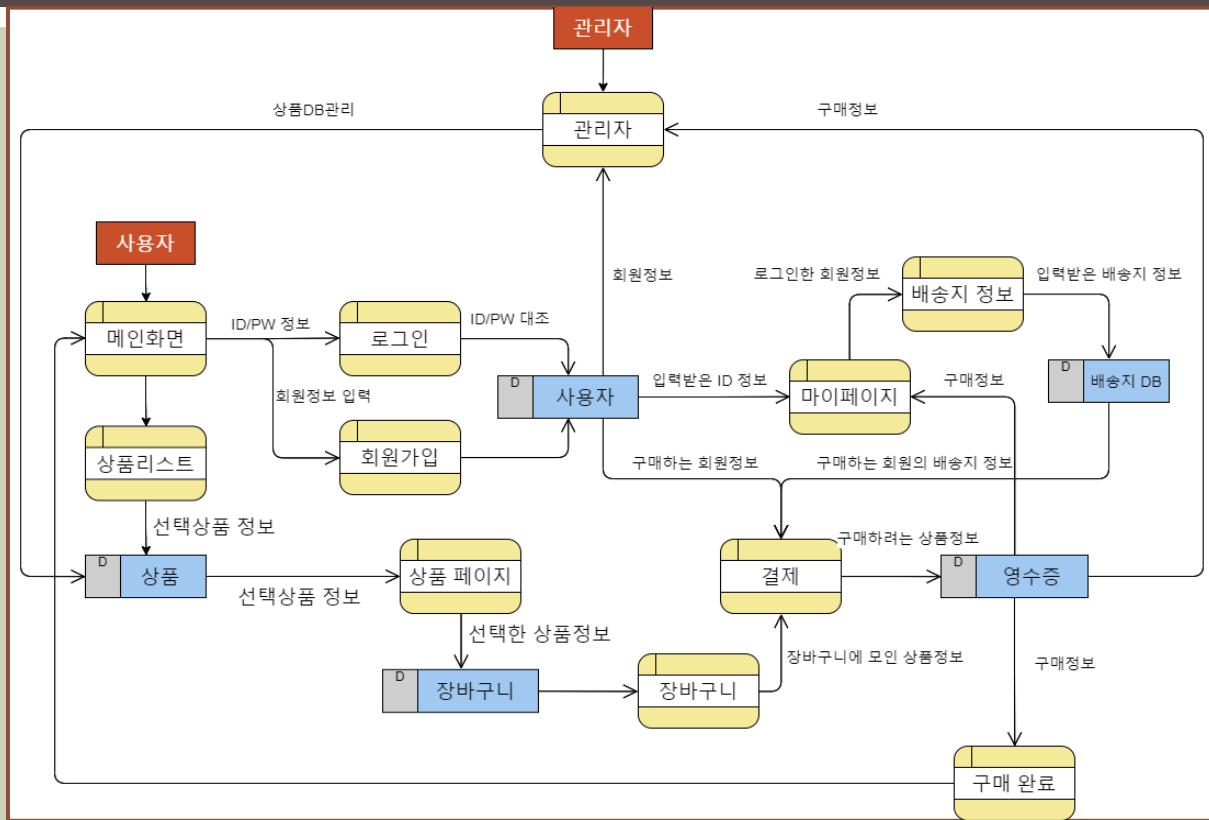 관리자
관리자
상품DB관리
구매정보
사용자
회원정보
로그인한 회원정보
배송지 정보
입력받은 배송지 정보
메인화면
ID/PW 정보
로그인
ID/PW 대조
회원정보 입력
D
사용자
입력받은 ID 정보
마이페이지
구매정보
D
배송지 DB
상품리스트
회원가입
구매하는 회원정보
구매하는 회원의 배송지 정보
선택상품 정보
D
상품
선택상품 정보
상품 페이지
결제
구매하려는 상품정보
D
영수증
선택한 상품정보
D
장바구니
장바구니
장바구니에 모인 상품정보
구매정보
구매 완료